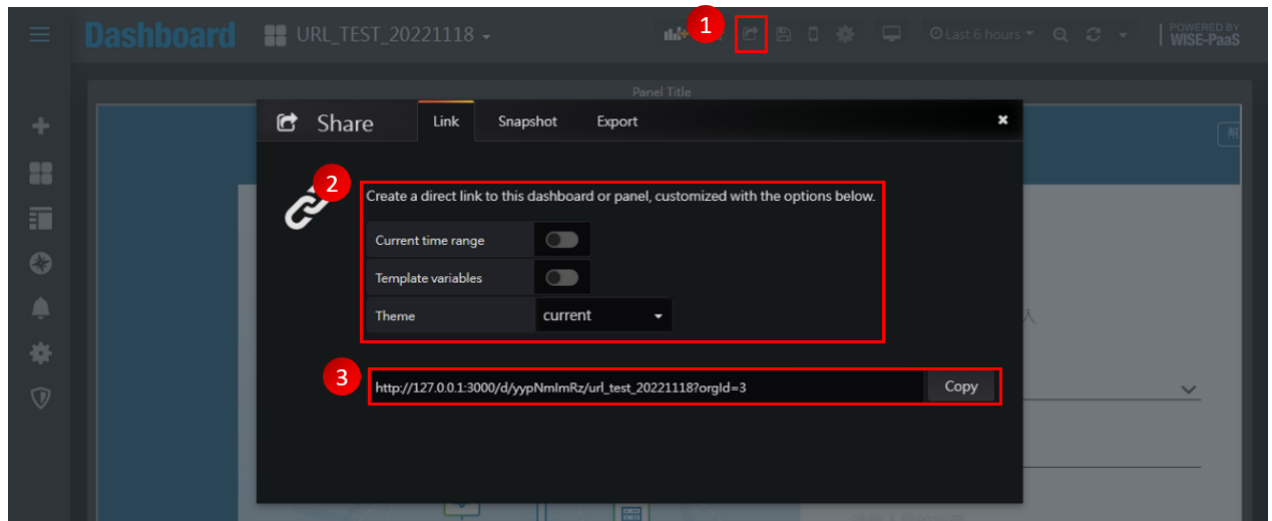 1
Dashboard URL_TEST_20221118 Last 6 hours POWERED BY
WISE-PaaS
Panel Title
Share Link Snapshot Export
2
Create a direct link to this dashboard or panel, customized with the options below.
Current time range
Template variables
Theme current
人
3
http://127.0.0.1:3000/d/yypNmlmRz/url_test_20221118?orgId=3 Copy